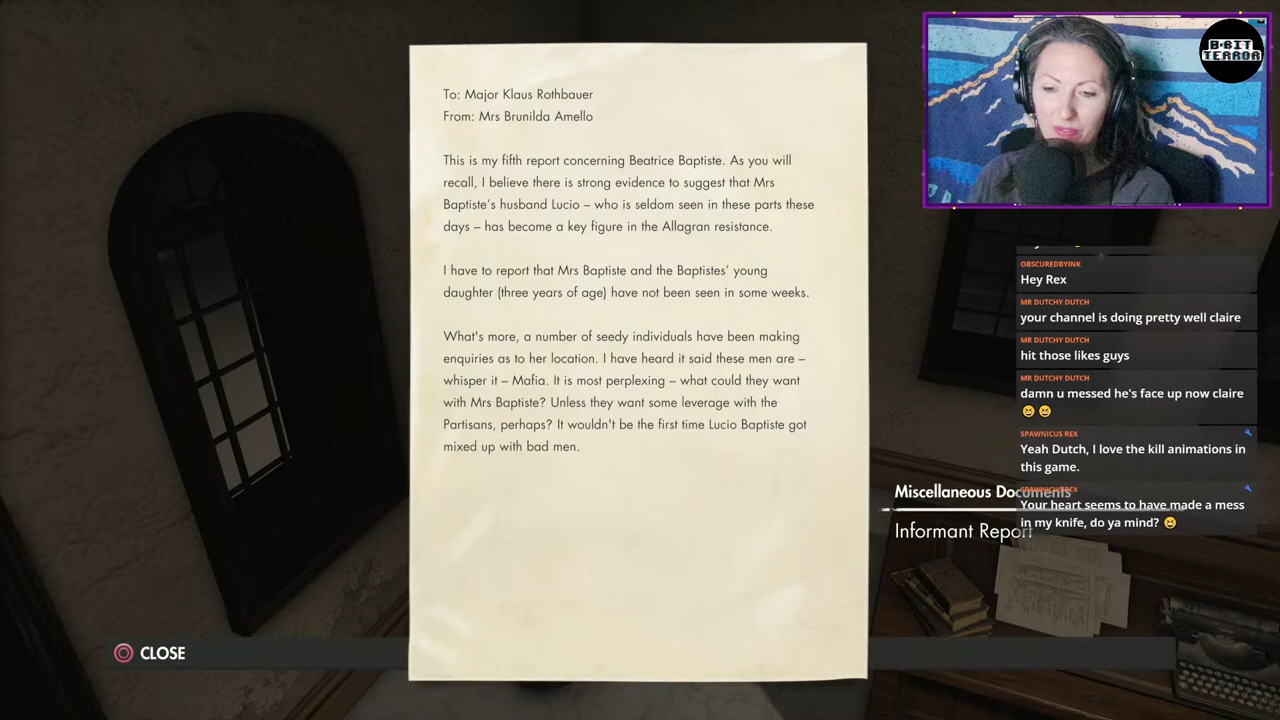 To: Major Klaus Rothbauer
From: Mrs Brunilda Amello
This is my fifth report concerning Beatrice Baptiste. As you will
recall, I believe there is strong evidence to suggest that Mrs
Baptiste's husband Lucio – who is seldom seen in these parts these
days – has become a key figure in the Allagran resistance.
I have to report that Mrs Baptiste and the Baptistes' young
daughter (three years of age) have not been seen in some weeks.
What's more, a number of seedy individuals have been making
enquiries as to her location. I have heard it said these men are –
whisper it – Mafia. It is most perplexing – what could they want
with Mrs Baptiste? Unless they want some leverage with the
Partisans, perhaps? It wouldn't be the first time Lucio Baptiste got
mixed up with bad men.
CLOSE
Miscellaneous Documents
Informant Report
8-BIT
TERROR
OBSCUREDBYINK
Hey Rex
MR DUTCHY DUTCH
your channel is doing pretty well claire
MR DUTCHY DUTCH
hit those likes guys
MR DUTCHY DUTCH
damn u messed he's face up now claire
😆 😆
SPAWNICUS REX
Yeah Dutch, I love the kill animations in
this game.
SPAWNICUS REX
Your heart seems to have made a mess
in my knife, do ya mind? 😆